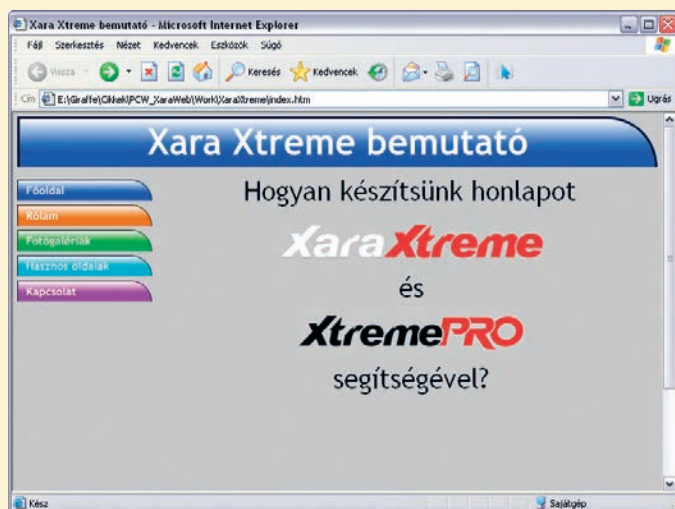 Xara Xtreme bemutató - Microsoft Internet Explorer
Fájl Szerkesztés Nézet Kedvencek Eszközök Súgó
Vissza Keresés Kedvencek
Cím E:\Giraffe\Cikkek\PCW_XaraWeb\Work\XaraXtreme\index.htm Ugrás
Xara Xtreme bemutató
Főoldal
Rólam
Fotógalériák
Hasznos oldalak
Kapcsolat
Hogyan készítsünk honlapot
XaraXtreme
és
XtremePRO
segítségével?
Kész Sajátgép